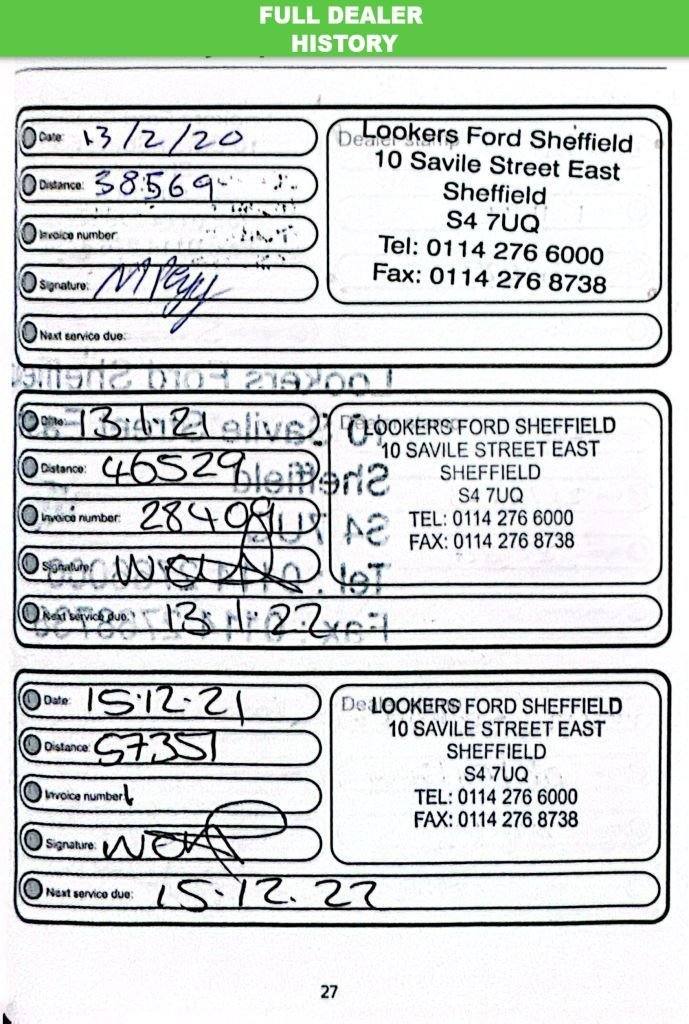 FULL DEALER
HISTORY
Date: 13/2/20
Distance: 38569
Invoice number:
Signature:
Next service due:
Dealer stamp
Lookers Ford Sheffield
10 Savile Street East
Sheffield
S4 7UQ
Tel: 0114 276 6000
Fax: 0114 276 8738
Date: 13.1.21
Distance: 46529
Invoice number: 28409
Signature:
Next service due: 13.1.22
LOOKERS FORD SHEFFIELD
10 SAVILE STREET EAST
SHEFFIELD
S4 7UQ
TEL: 0114 276 6000
FAX: 0114 276 8738
Date: 15.12.21
Distance: 57351
Invoice number:
Signature:
Next service due: 15.12.22
LOOKERS FORD SHEFFIELD
10 SAVILE STREET EAST
SHEFFIELD
S4 7UQ
TEL: 0114 276 6000
FAX: 0114 276 8738
27